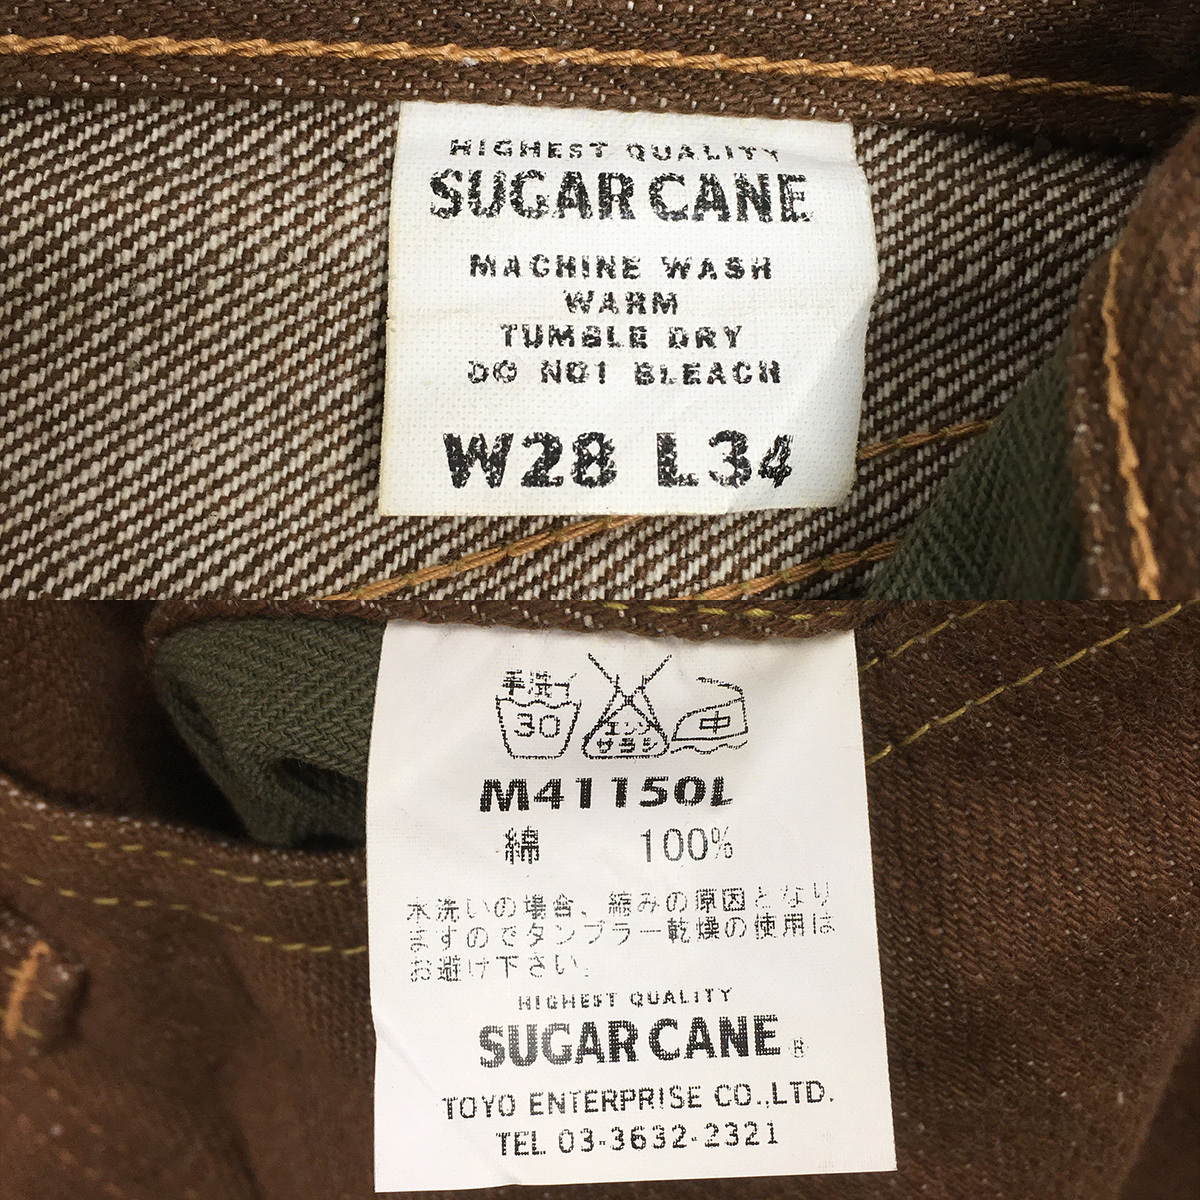 HIGHEST QUALITY
SUGAR CANE
MACHINE WASH
WARM
TUMBLE DRY
DO NOT BLEACH
W28 L34
手洗イ
30
エンソ
サラシ
中
M41150L
綿 100%
水洗いの場合、縮みの原因となり
ますのでタンブラー乾燥の使用は
お避け下さい。
HIGHEST QUALITY
SUGAR CANE ®
TOYO ENTERPRISE CO.,LTD.
TEL 03-3632-2321